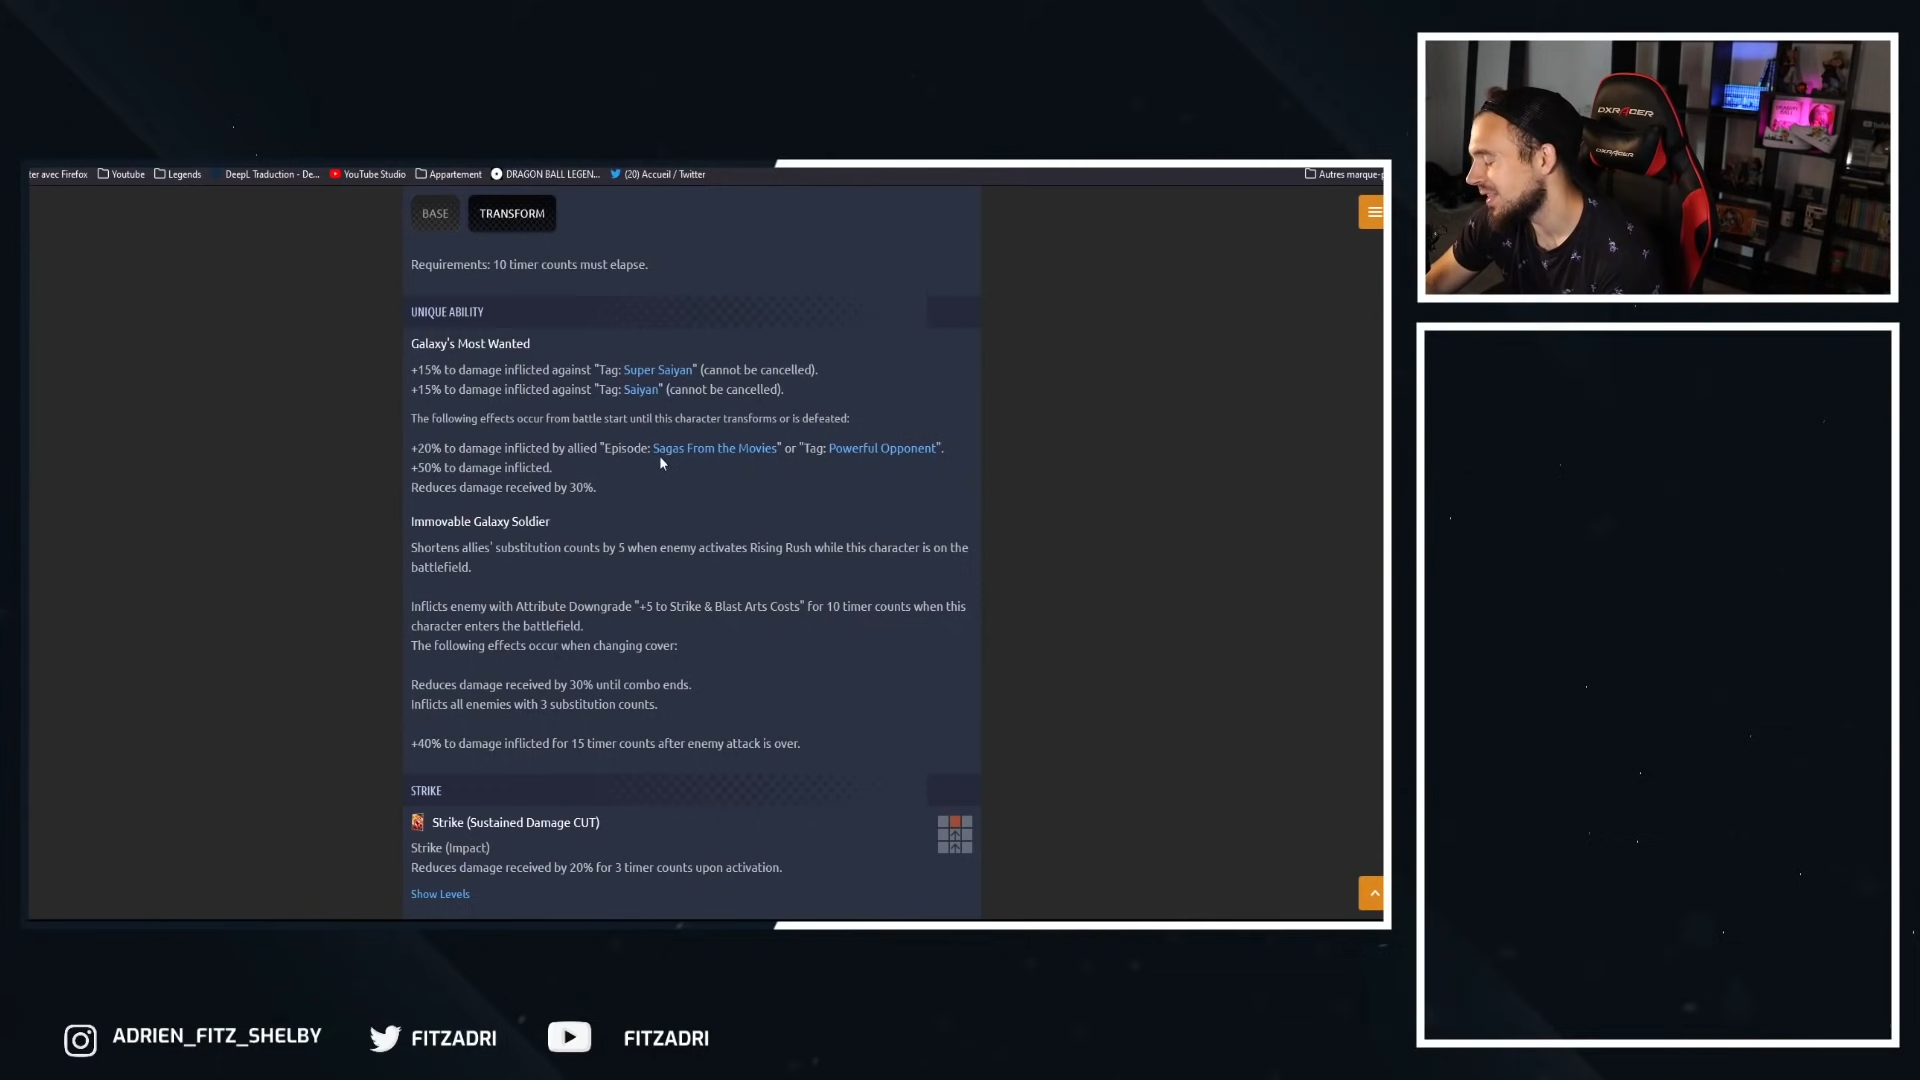 ter avec Firefox Youtube Legends DeepL Traduction - De... YouTube Studio Appartement DRAGON BALL LEGEN... (20) Accueil / Twitter Autres marque-p
BASE TRANSFORM
Requirements: 10 timer counts must elapse.
UNIQUE ABILITY
Galaxy's Most Wanted
+15% to damage inflicted against "Tag: Super Saiyan" (cannot be cancelled).
+15% to damage inflicted against "Tag: Saiyan" (cannot be cancelled).
The following effects occur from battle start until this character transforms or is defeated:
+20% to damage inflicted by allied "Episode: Sagas From the Movies" or "Tag: Powerful Opponent".
+50% to damage inflicted.
Reduces damage received by 30%.
Immovable Galaxy Soldier
Shortens allies' substitution counts by 5 when enemy activates Rising Rush while this character is on the
battlefield.
Inflicts enemy with Attribute Downgrade "+5 to Strike & Blast Arts Costs" for 10 timer counts when this
character enters the battlefield.
The following effects occur when changing cover:
Reduces damage received by 30% until combo ends.
Inflicts all enemies with 3 substitution counts.
+40% to damage inflicted for 15 timer counts after enemy attack is over.
STRIKE
Strike (Sustained Damage CUT)
Strike (Impact)
Reduces damage received by 20% for 3 timer counts upon activation.
Show Levels
DXRACER
DXRACER
ADRIEN_FITZ_SHELBY FITZADRI FITZADRI